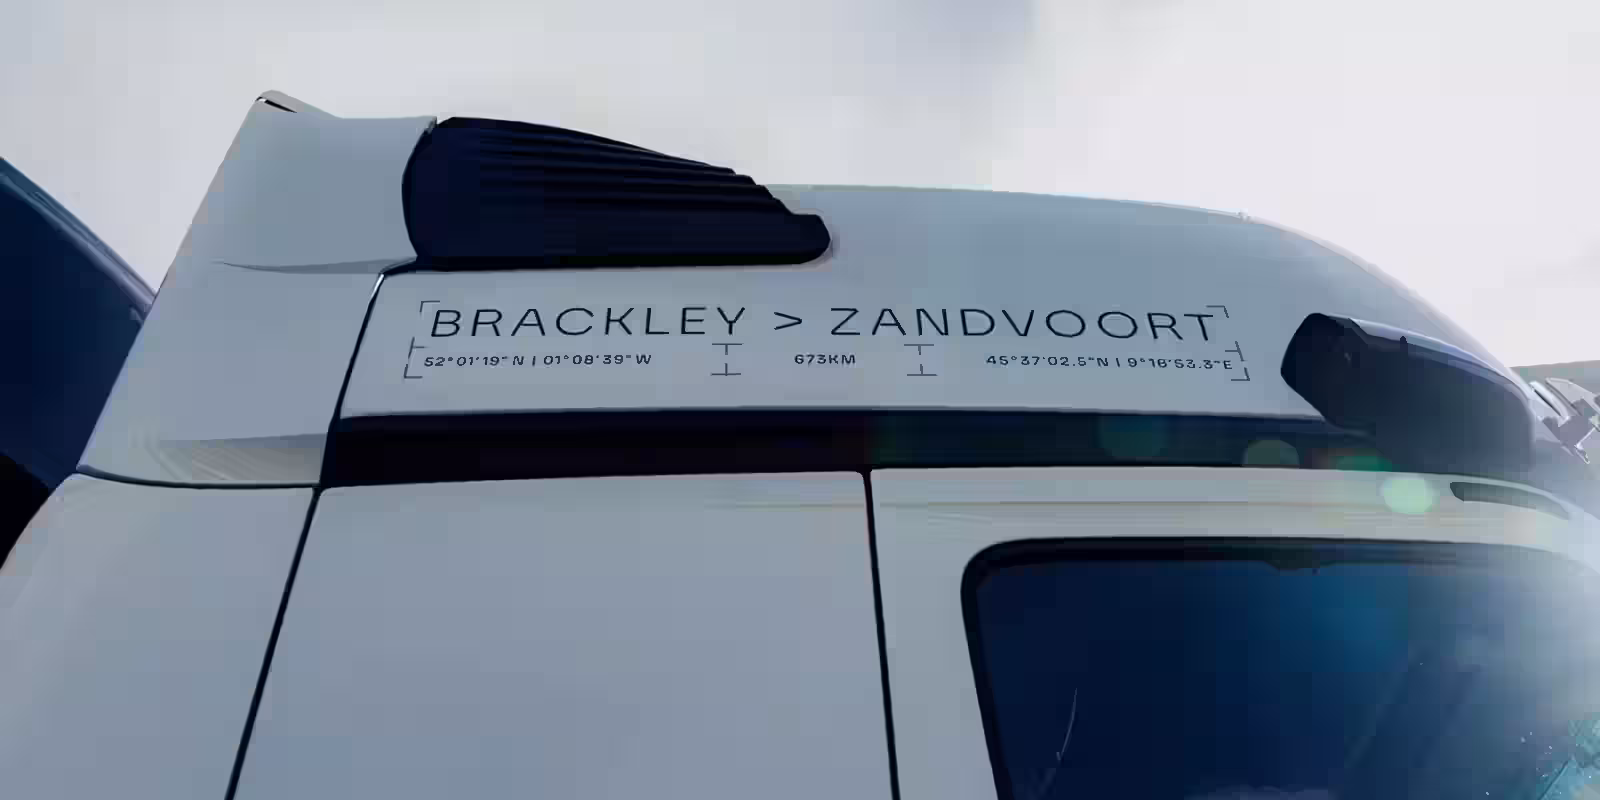 BRACKLEY > ZANDVOORT
52°01'19" N | 01°08'39" W 673KM 45°37'02.5"N | 9°16'53.3"E